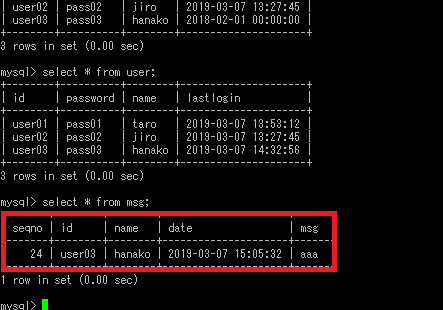 | user02 | pass02 | jiro | 2019-03-07 13:27:45 |
| user03 | pass03 | hanako | 2018-02-01 00:00:00 |
+--------+----------+--------+---------------------+
3 rows in set (0.00 sec)
mysql> select * from user;
+--------+----------+--------+---------------------+
| id | password | name | lastlogin |
+--------+----------+--------+---------------------+
| user01 | pass01 | taro | 2019-03-07 13:53:12 |
| user02 | pass02 | jiro | 2019-03-07 13:27:45 |
| user03 | pass03 | hanako | 2019-03-07 14:32:56 |
+--------+----------+--------+---------------------+
3 rows in set (0.00 sec)
mysql> select * from msg;
| seqno | id | name | date | msg |
+-------+--------+--------+---------------------+------+
| 24 | user03 | hanako | 2019-03-07 15:05:32 | aaa |
1 row in set (0.00 sec)
mysql>